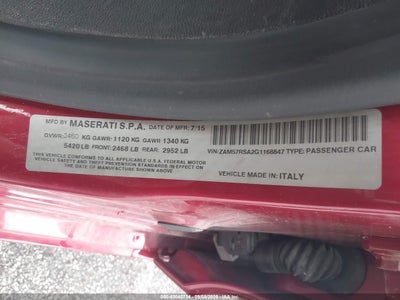 MFD BY MASERATI S.P.A. DATE OF MFR: 7/15
GVWR: 2460 KG GAWR: 1120 KG GAWR 1340 KG
5420 LB FRONT: 2468 LB REAR: 2952 LB
THIS VEHICLE CONFORMS TO ALL APPLICABLE FEDERAL MOTOR
VEHICLE SAFETY, BUMPER, AND THEFT PREVENTION STANDARDS
IN EFFECT ON THE DATE OF MANUFACTURE SHOWN ABOVE.
VIN: ZAM57RSA2G1168847 TYPE: PASSENGER CAR
VEHICLE MADE IN: ITALY